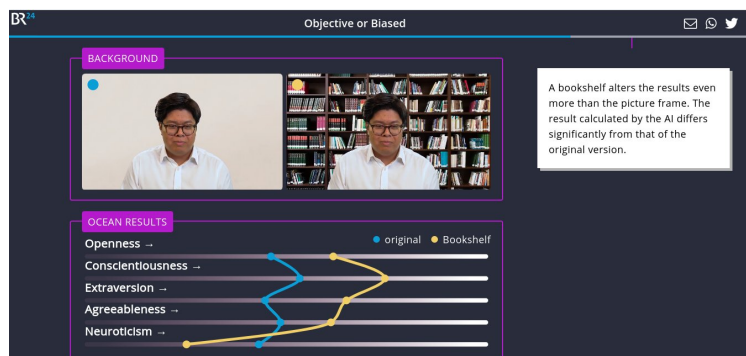 BR24
Objective or Biased
BACKGROUND
A bookshelf alters the results even
more than the picture frame. The
result calculated by the AI differs
significantly from that of the
original version.
OCEAN RESULTS
original
Bookshelf
Openness →
Conscientiousness →
Extraversion →
Agreeableness →
Neuroticism →